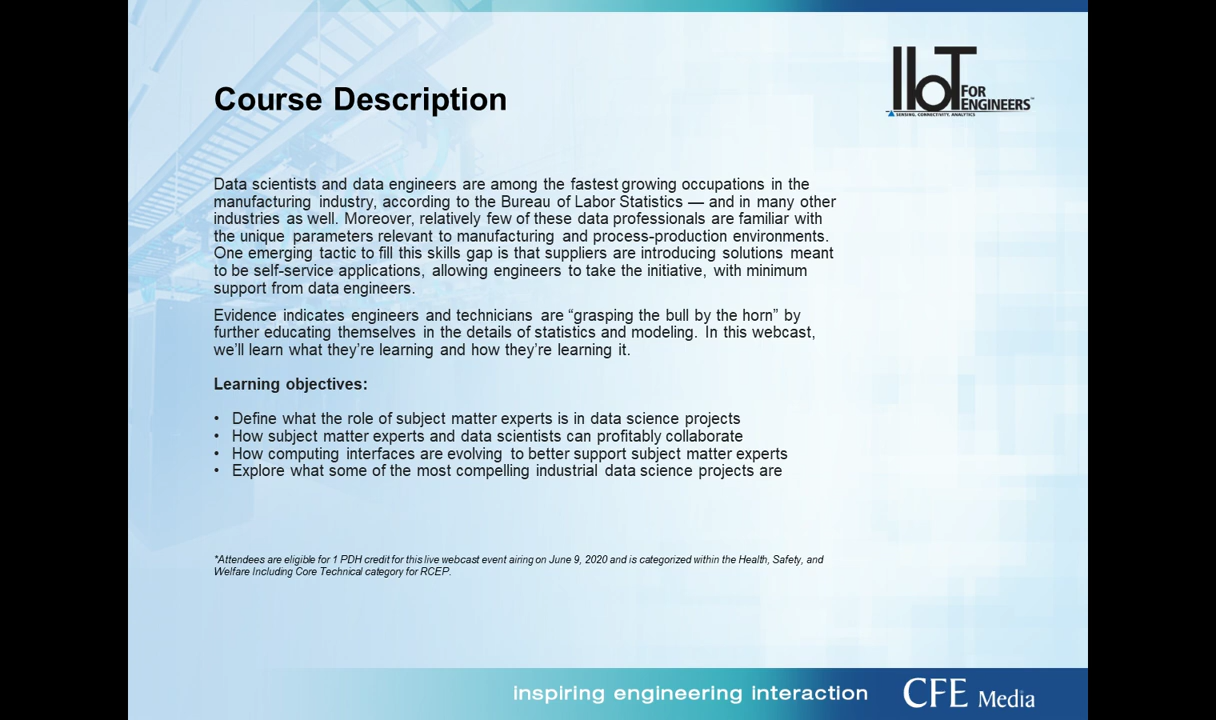 IIoT FOR ENGINEERS™
SENSING, CONNECTIVITY, ANALYTICS
Course Description
Data scientists and data engineers are among the fastest growing occupations in the
manufacturing industry, according to the Bureau of Labor Statistics — and in many other
industries as well. Moreover, relatively few of these data professionals are familiar with
the unique parameters relevant to manufacturing and process-production environments.
One emerging tactic to fill this skills gap is that suppliers are introducing solutions meant
to be self-service applications, allowing engineers to take the initiative, with minimum
support from data engineers.
Evidence indicates engineers and technicians are “grasping the bull by the horn” by
further educating themselves in the details of statistics and modeling. In this webcast,
we’ll learn what they’re learning and how they’re learning it.
Learning objectives:
• Define what the role of subject matter experts is in data science projects
• How subject matter experts and data scientists can profitably collaborate
• How computing interfaces are evolving to better support subject matter experts
• Explore what some of the most compelling industrial data science projects are
*Attendees are eligible for 1 PDH credit for this live webcast event airing on June 9, 2020 and is categorized within the Health, Safety, and
Welfare Including Core Technical category for RCEP.
inspiring engineering interaction
CFE Media